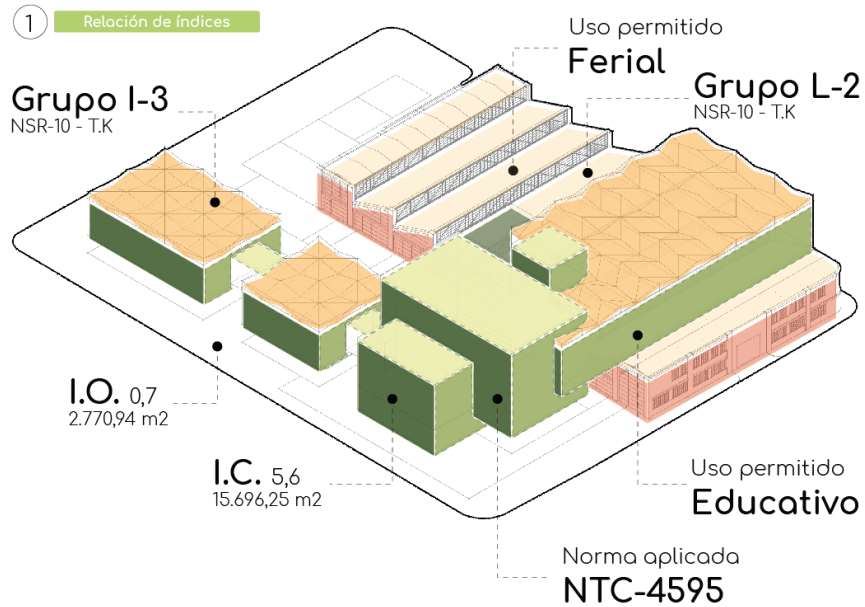 1
Relación de índices
Uso permitido
Ferial
Grupo I-3
NSR-10 - T.K
Grupo L-2
NSR-10 - T.K
I.O. 0,7
2.770,94 m2
I.C. 5,6
15.696,25 m2
Uso permitido
Educativo
Norma aplicada
NTC-4595